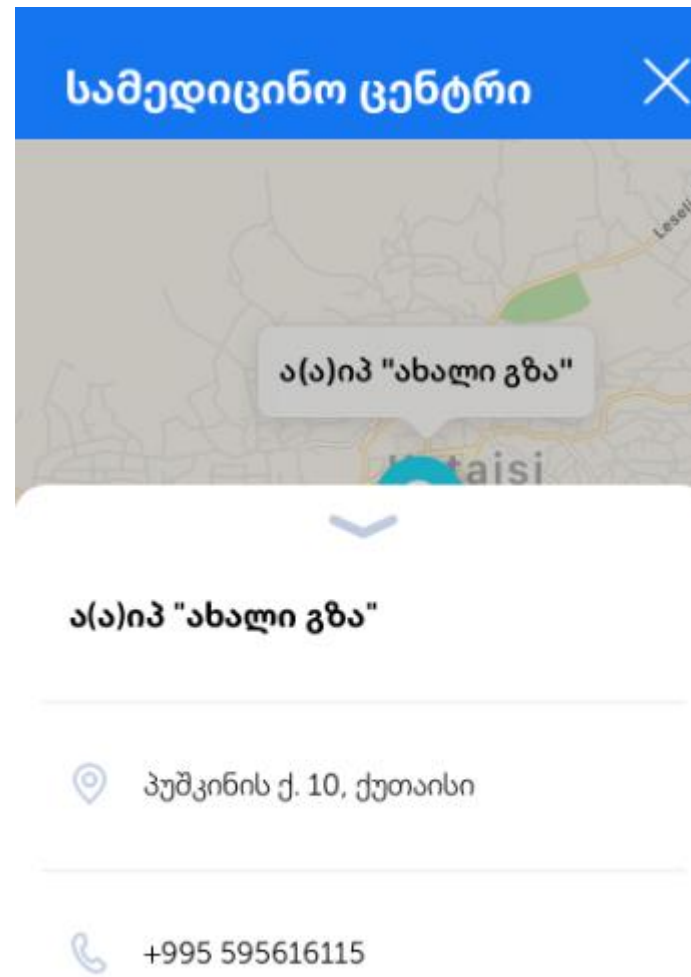 სამედიცინო ცენტრი
ა(ა)იპ "ახალი გზა"
ა(ა)იპ "ახალი გზა"
პუშკინის ქ. 10, ქუთაისი
+995 595616115